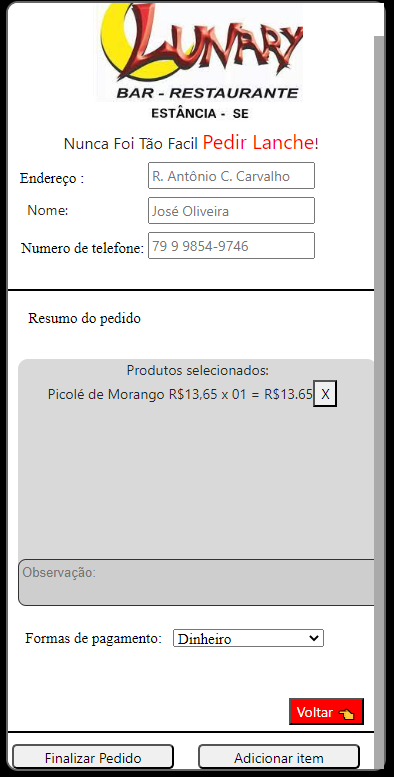 LUNARY
BAR - RESTAURANTE
ESTÂNCIA - SE
Nunca Foi Tão Facil Pedir Lanche!
Endereço : R. Antônio C. Carvalho
Nome: José Oliveira
Numero de telefone: 79 9 9854-9746
Resumo do pedido
Produtos selecionados:
Picolé de Morango R$13,65 x 01 = R$13.65 X
Observação:
Formas de pagamento: Dinheiro
Voltar 👈
Finalizar Pedido Adicionar item